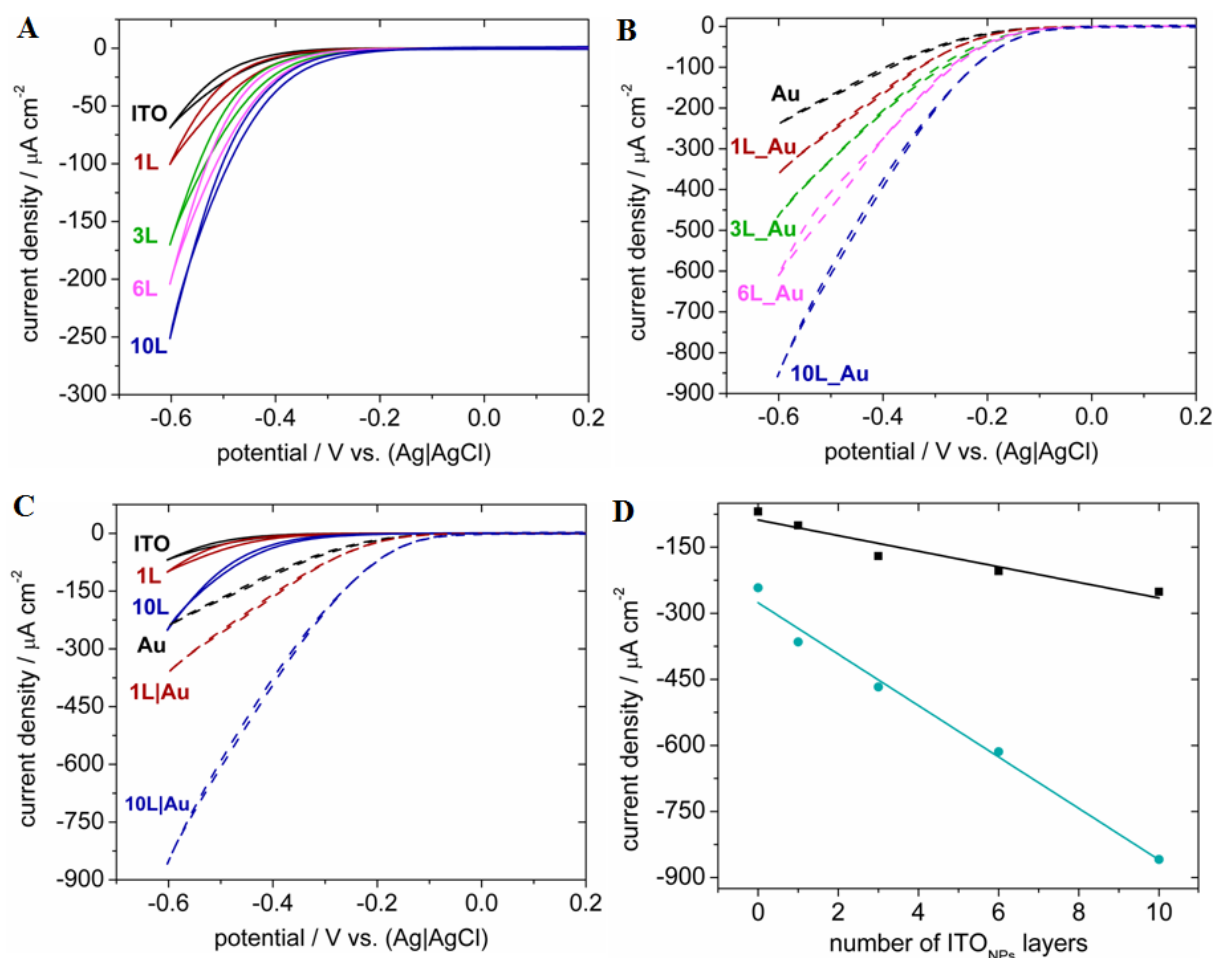 A
0
-50
-100
-150
-200
-250
-300
ITO
1L
3L
6L
10L
-0.6 -0.4 -0.2 0.0 0.2
potential / V vs. (Ag|AgCl)
current density / μA cm-2
B
0
-100
-200
-300
-400
-500
-600
-700
-800
-900
Au
1L_Au
3L_Au
6L_Au
10L_Au
-0.6 -0.4 -0.2 0.0 0.2
potential / V vs. (Ag|AgCl)
current density / μA cm-2
C
0
-150
-300
-450
-600
-750
-900
ITO
1L
10L
Au
1L|Au
10L|Au
-0.6 -0.4 -0.2 0.0 0.2
potential / V vs. (Ag|AgCl)
current density / μA cm-2
D
-150
-300
-450
-600
-750
-900
0 2 4 6 8 10
number of ITONPs layers
current density / μA cm-2